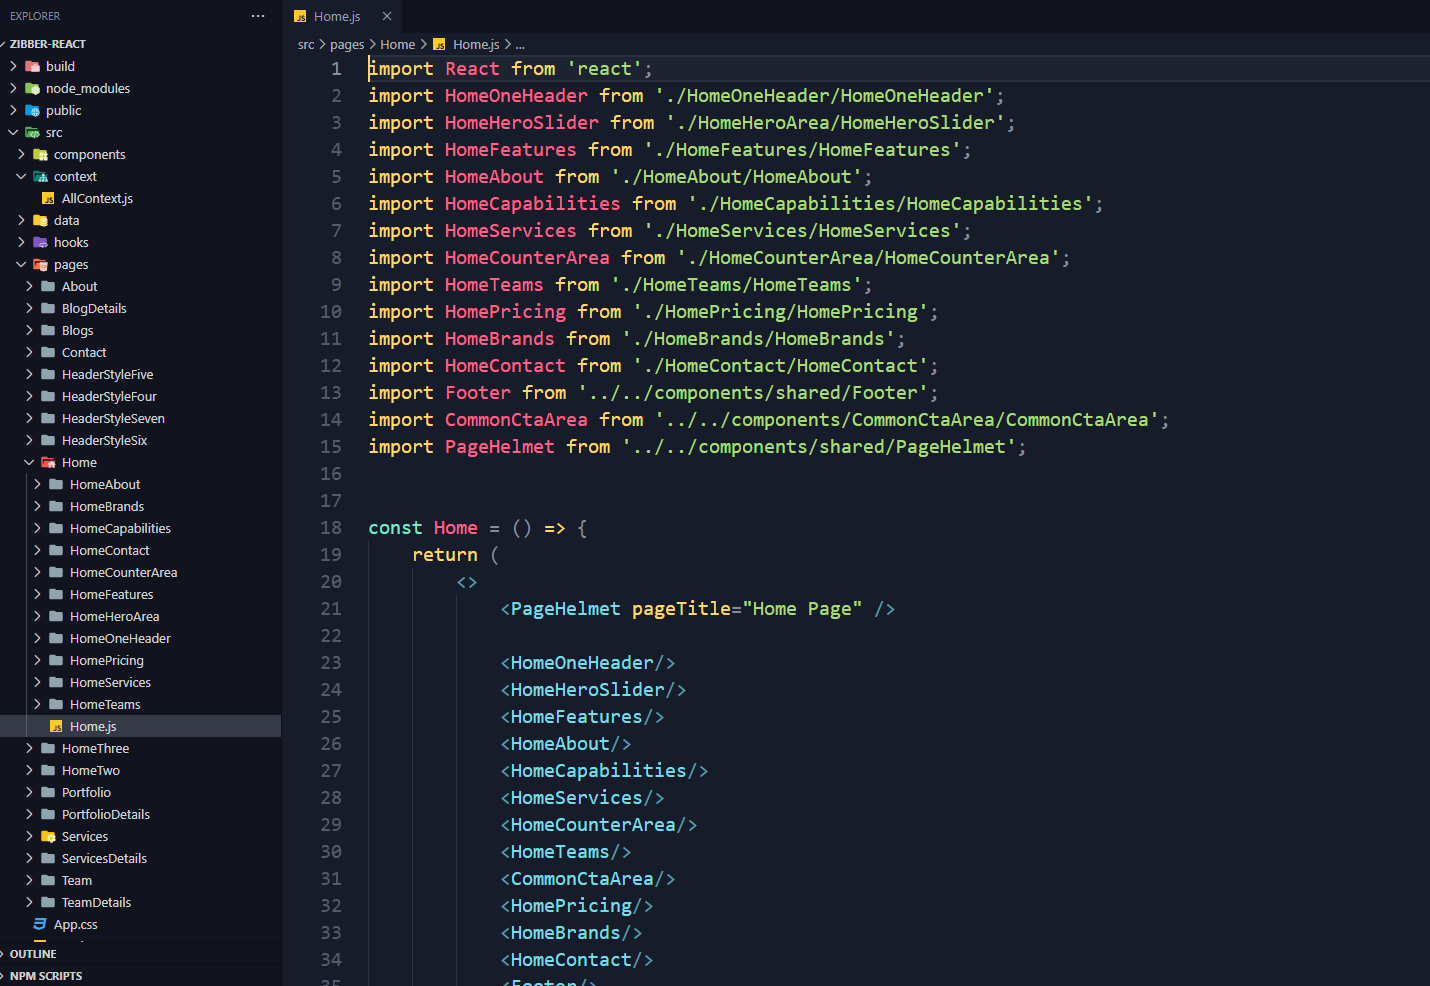 EXPLORER
ZIBBER-REACT
build
node_modules
public
src
components
context
AllContext.js
data
hooks
pages
About
BlogDetails
Blogs
Contact
HeaderStyleFive
HeaderStyleFour
HeaderStyleSeven
HeaderStyleSix
Home
HomeAbout
HomeBrands
HomeCapabilities
HomeContact
HomeCounterArea
HomeFeatures
HomeHeroArea
HomeOneHeader
HomePricing
HomeServices
HomeTeams
Home.js
HomeThree
HomeTwo
Portfolio
PortfolioDetails
Services
ServicesDetails
Team
TeamDetails
App.css
OUTLINE
NPM SCRIPTS
Home.js
src > pages > Home > Home.js > ...
1 import React from 'react';
2 import HomeOneHeader from './HomeOneHeader/HomeOneHeader';
3 import HomeHeroSlider from './HomeHeroArea/HomeHeroSlider';
4 import HomeFeatures from './HomeFeatures/HomeFeatures';
5 import HomeAbout from './HomeAbout/HomeAbout';
6 import HomeCapabilities from './HomeCapabilities/HomeCapabilities';
7 import HomeServices from './HomeServices/HomeServices';
8 import HomeCounterArea from './HomeCounterArea/HomeCounterArea';
9 import HomeTeams from './HomeTeams/HomeTeams';
10 import HomePricing from './HomePricing/HomePricing';
11 import HomeBrands from './HomeBrands/HomeBrands';
12 import HomeContact from './HomeContact/HomeContact';
13 import Footer from '../../components/shared/Footer';
14 import CommonCtaArea from '../../components/CommonCtaArea/CommonCtaArea';
15 import PageHelmet from '../../components/shared/PageHelmet';
16
17
18 const Home = () => {
19 return (
20 <>
21 <PageHelmet pageTitle="Home Page" />
22
23 <HomeOneHeader/>
24 <HomeHeroSlider/>
25 <HomeFeatures/>
26 <HomeAbout/>
27 <HomeCapabilities/>
28 <HomeServices/>
29 <HomeCounterArea/>
30 <HomeTeams/>
31 <CommonCtaArea/>
32 <HomePricing/>
33 <HomeBrands/>
34 <HomeContact/>
35 <Footer/>